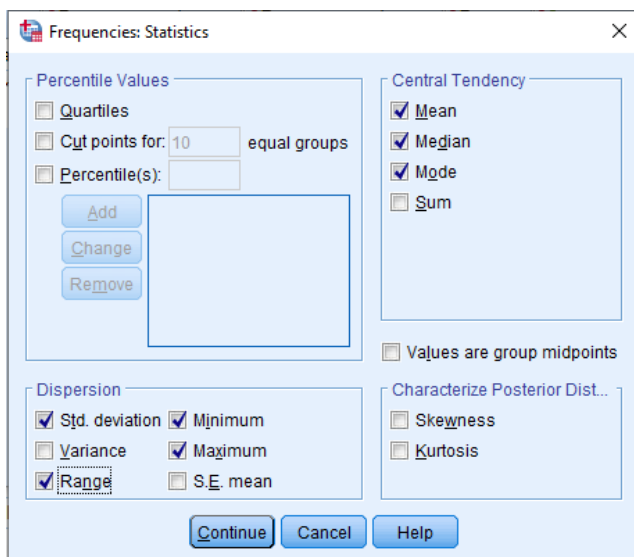 Frequencies: Statistics
Percentile Values
Quartiles
Cut points for: 10 equal groups
Percentile(s):
Add
Change
Remove
Central Tendency
Mean
Median
Mode
Sum
Values are group midpoints
Dispersion
Std. deviation Minimum
Variance Maximum
Range S.E. mean
Characterize Posterior Dist...
Skewness
Kurtosis
Continue Cancel Help